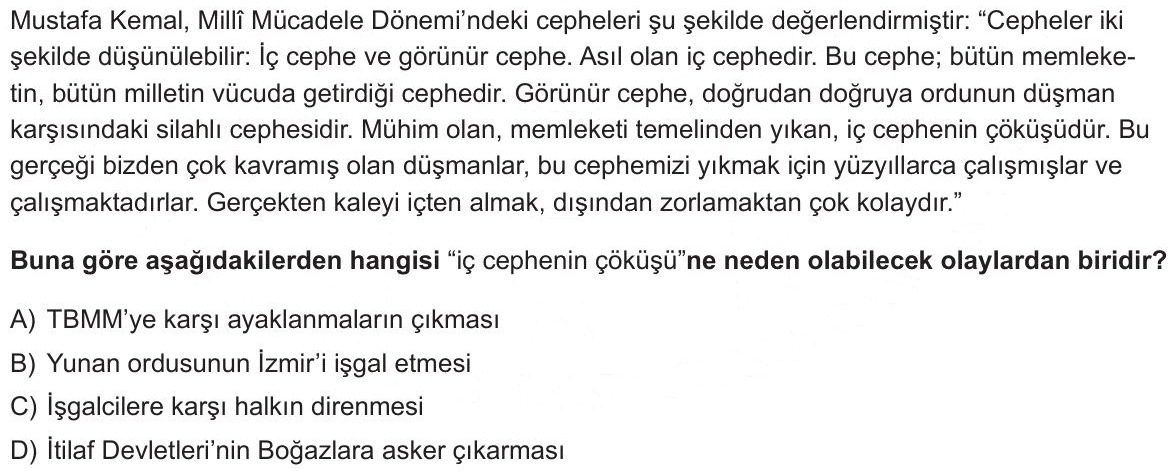 Mustafa Kemal, Millî Mücadele Dönemi’ndeki cepheleri şu şekilde değerlendirmiştir: “Cepheler iki
şekilde düşünülebilir: İç cephe ve görünür cephe. Asıl olan iç cephedir. Bu cephe; bütün memleke-
tin, bütün milletin vücuda getirdiği cephedir. Görünür cephe, doğrudan doğruya ordunun düşman
karşısındaki silahlı cephesidir. Mühim olan, memleketi temelinden yıkan, iç cephenin çöküşüdür. Bu
gerçeği bizden çok kavramış olan düşmanlar, bu cephemizi yıkmak için yüzyıllarca çalışmışlar ve
çalışmaktadırlar. Gerçekten kaleyi içten almak, dışından zorlamaktan çok kolaydır.”
Buna göre aşağıdakilerden hangisi “iç cephenin çöküşü”ne neden olabilecek olaylardan biridir?
A) TBMM’ye karşı ayaklanmaların çıkması
B) Yunan ordusunun İzmir’i işgal etmesi
C) İşgalcilere karşı halkın direnmesi
D) İtilaf Devletleri’nin Boğazlara asker çıkarması